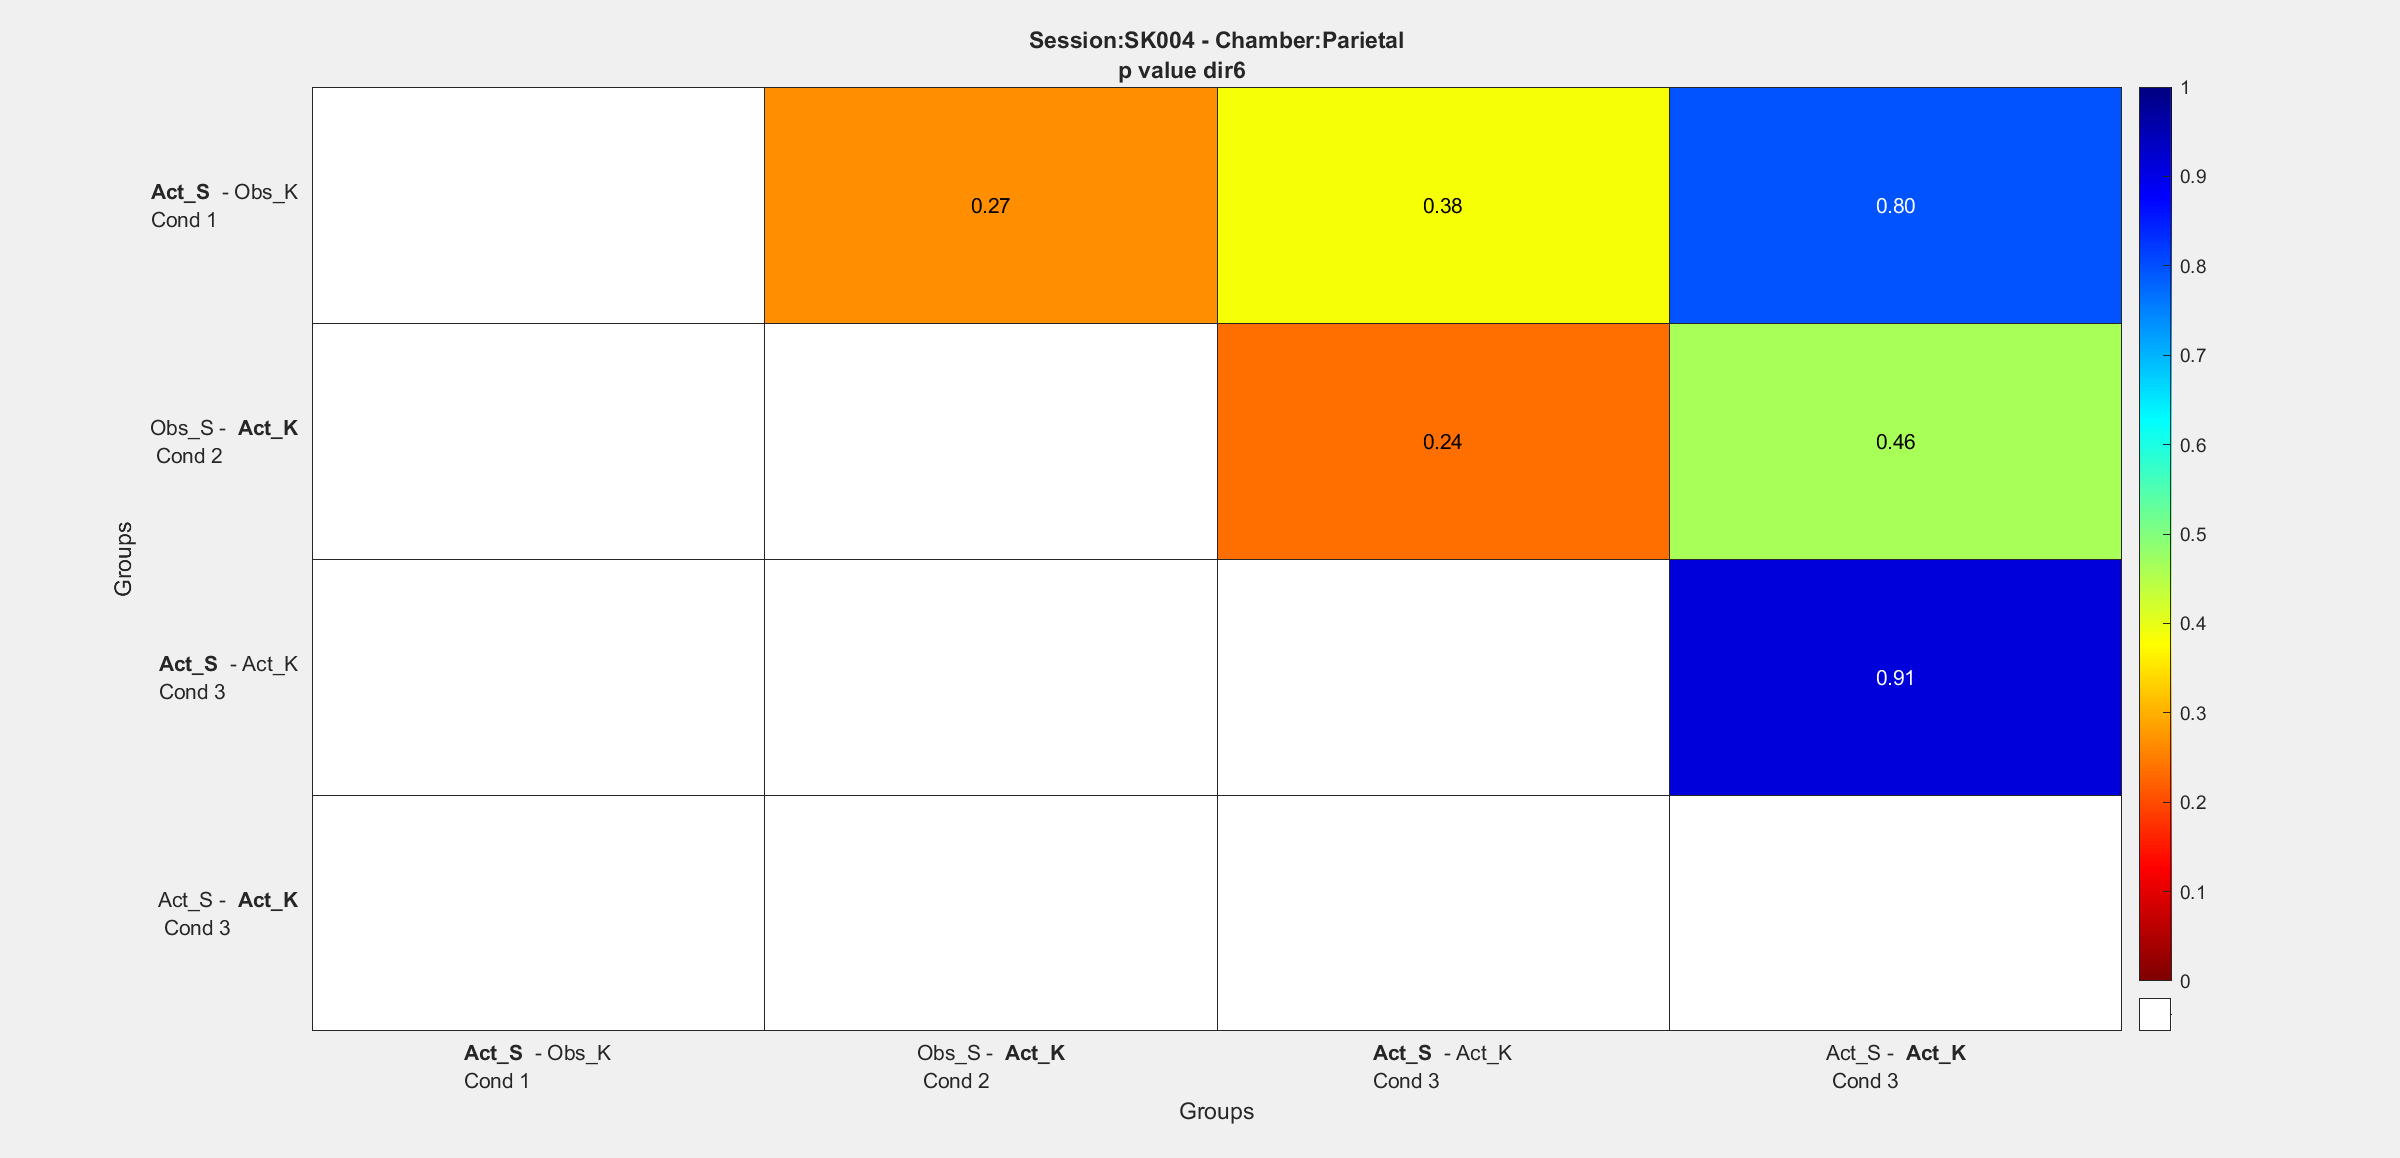 Session:SK004 - Chamber:Parietal
p value dir6
Act_S - Obs_K
Cond 1
0.27
0.38
0.80
Obs_S - Act_K
Cond 2
0.24
0.46
Act_S - Act_K
Cond 3
0.91
Act_S - Act_K
Cond 3
Groups
Act_S - Obs_K
Cond 1
Obs_S - Act_K
Cond 2
Act_S - Act_K
Cond 3
Act_S - Act_K
Cond 3
Groups
1
0.9
0.8
0.7
0.6
0.5
0.4
0.3
0.2
0.1
0